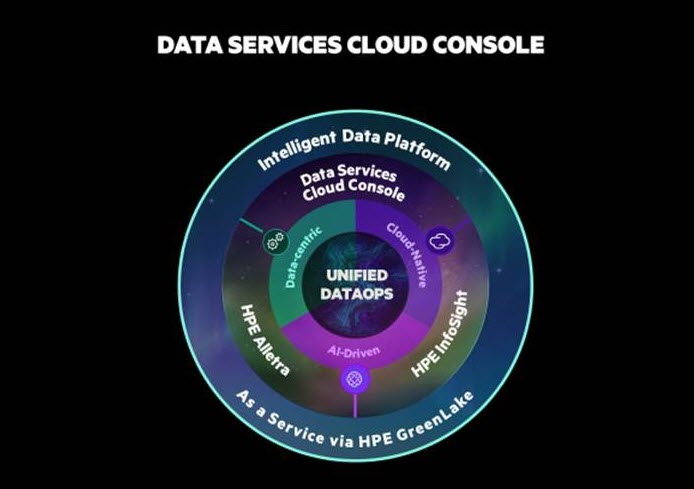 DATA SERVICES CLOUD CONSOLE
Intelligent Data Platform
Data Services
Cloud Console
Data-centric
Cloud-Native
UNIFIED
DATAOPS
AI-Driven
HPE Alletra
HPE InfoSight
As a Service via HPE GreenLake